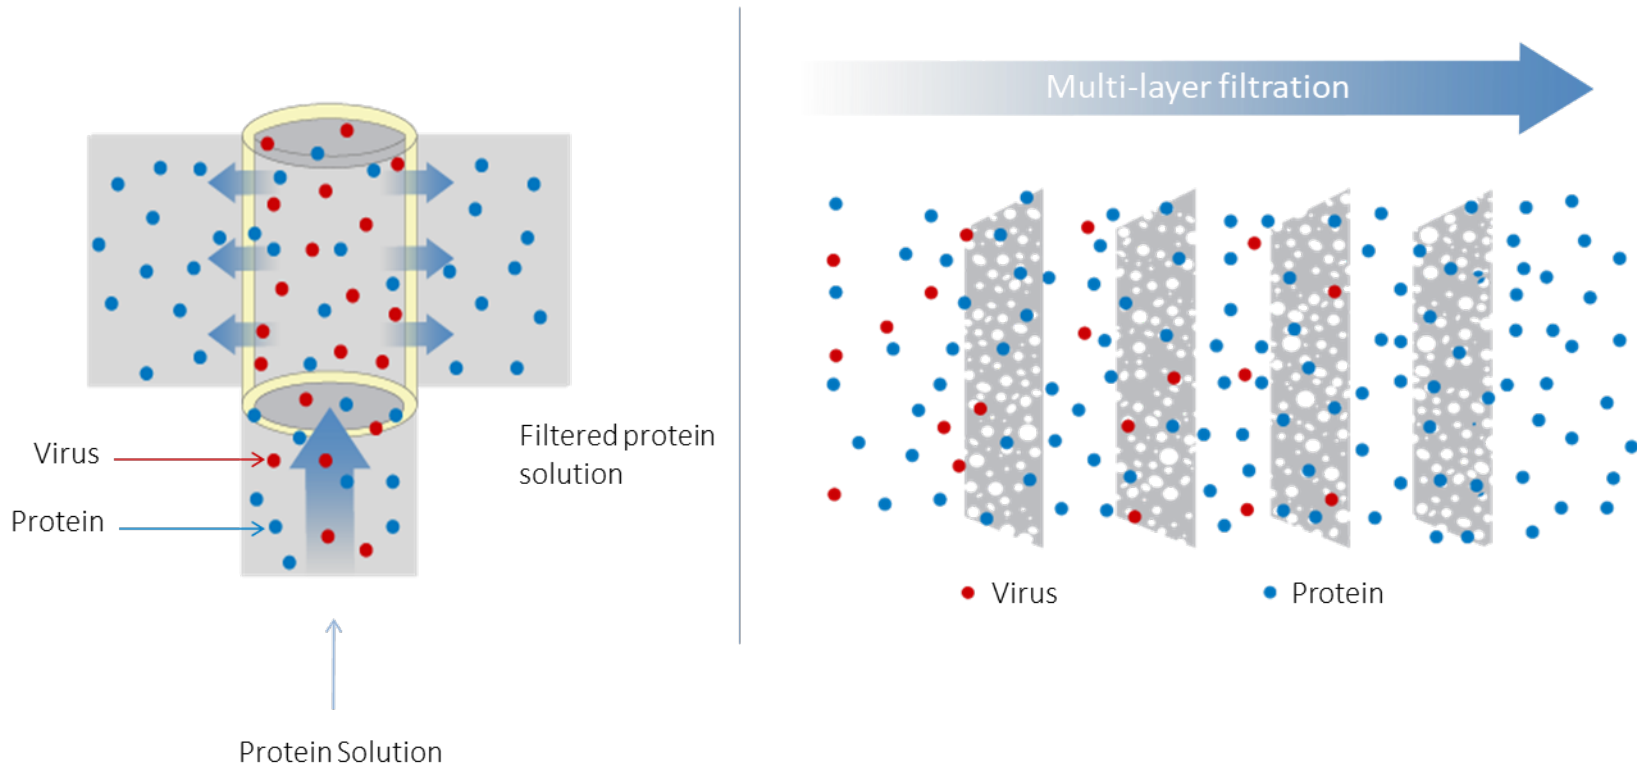 Virus
Protein
Filtered protein
solution
Protein Solution
Multi-layer filtration
Virus
Protein